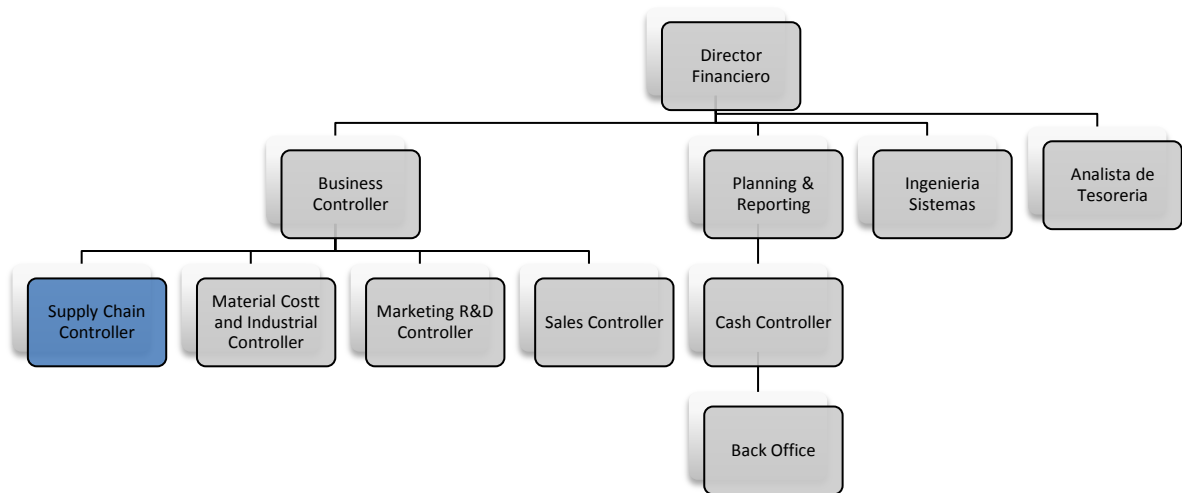 Director
Financiero
Business
Controller
Planning &
Reporting
Ingenieria
Sistemas
Analista de
Tesoreria
Supply Chain
Controller
Material Costt
and Industrial
Controller
Marketing R&D
Controller
Sales Controller
Cash Controller
Back Office